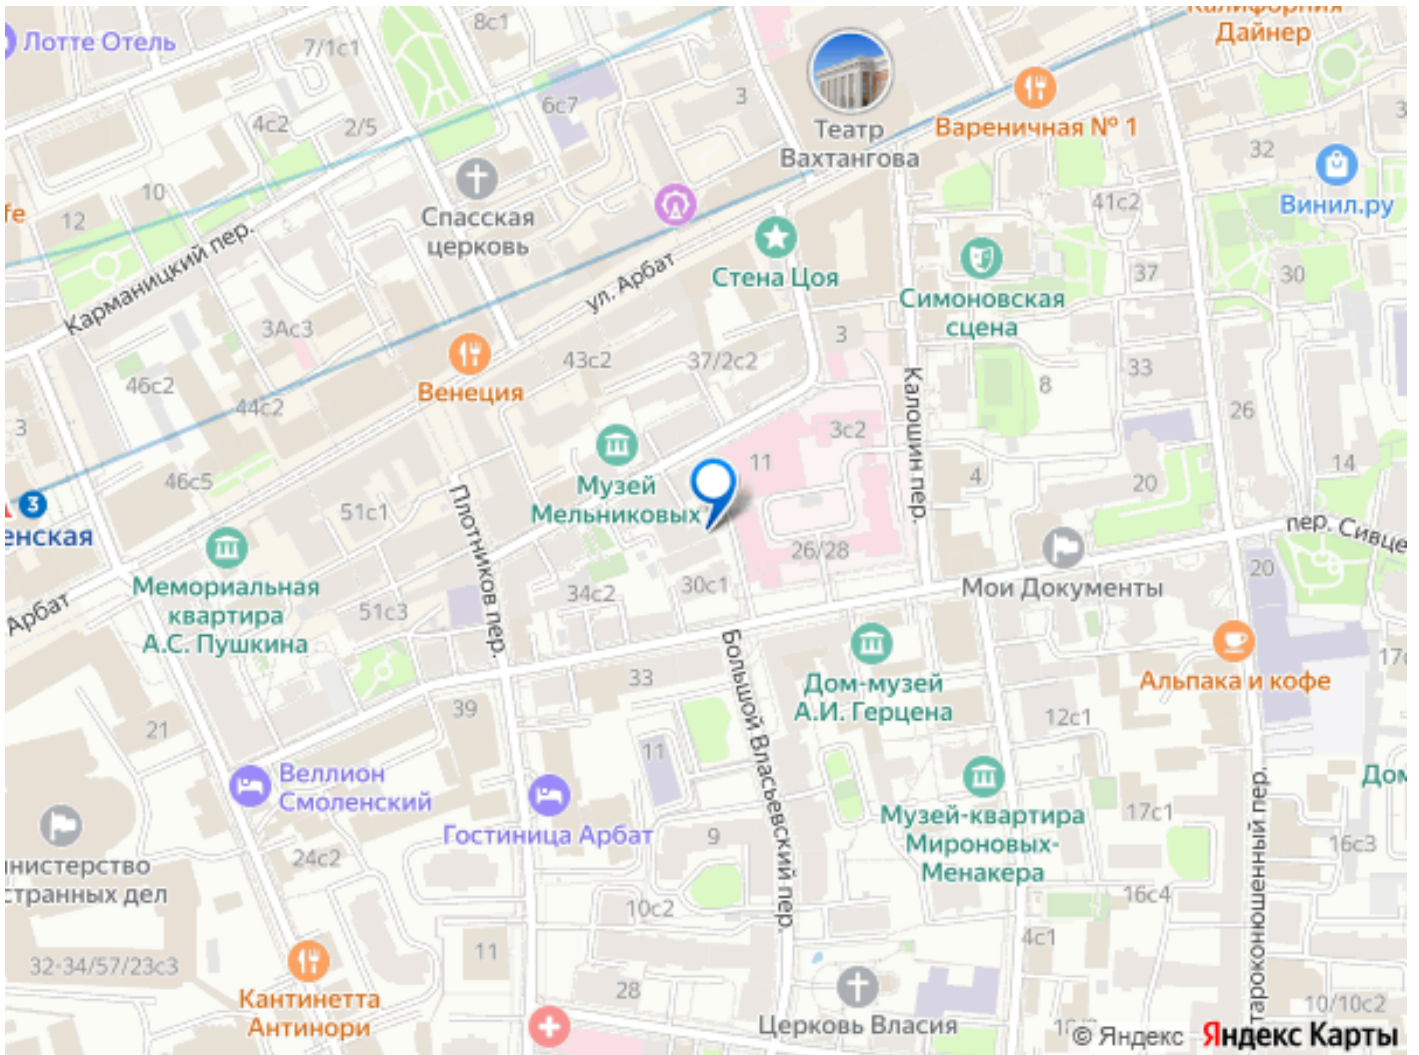 Лотте Отель
8с1
7/1с1
Калифорния
Дайнер
6с7
3
4с2
2/5
Театр
Вахтангова
Вареничная № 1
3
32
10
12
fe
Спасская
церковь
41с2
Винил.ру
Карманицкий пер.
ул. Арбат
Стена Цоя
37
30
Симоновская
сцена
3Ас3
43с2
37/2с2
3
33
46с2
44с2
Венеция
8
26
3
Калошин пер.
3с2
11
14
46с5
Музей
Мельниковых
4
20
3
енская
51с1
Плотников пер.
пер. Сивце
26/28
Мои Документы
20
Мемориальная
квартира
А.С. Пушкина
Арбат
51с3
34с2
30с1
Большой Власьевский пер.
Дом-музей
А.И. Герцена
Альпака и кофе
17с
33
39
12с1
21
11
Веллион
Смоленский
Дом
Гостиница Арбат
9
Музей-квартира
Мироновых-
Менакера
17с1
16с3
нистерство
странных дел
24с2
16с4
10с2
4с1
тароконюшенный пер.
11
32-34/57/23с3
28
Кантинетта
Антинори
Церковь Власия
10/10с2
© Яндекс Яндекс Карты